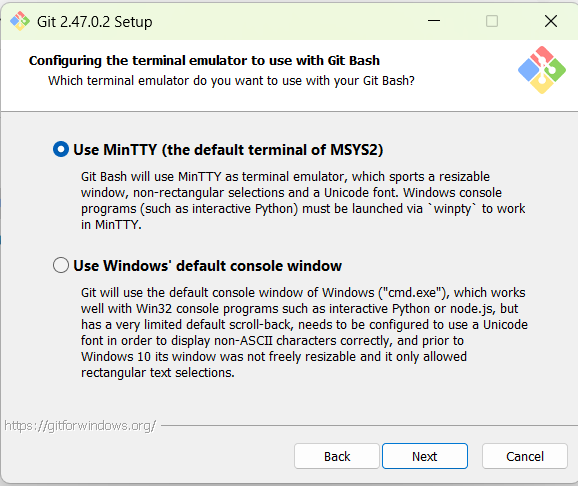 Git 2.47.0.2 Setup
Configuring the terminal emulator to use with Git Bash
Which terminal emulator do you want to use with your Git Bash?
Use MinTTY (the default terminal of MSYS2)
Git Bash will use MinTTY as terminal emulator, which sports a resizable
window, non-rectangular selections and a Unicode font. Windows console
programs (such as interactive Python) must be launched via `winpty` to work
in MinTTY.
Use Windows' default console window
Git will use the default console window of Windows ("cmd.exe"), which works
well with Win32 console programs such as interactive Python or node.js, but
has a very limited default scroll-back, needs to be configured to use a Unicode
font in order to display non-ASCII characters correctly, and prior to
Windows 10 its window was not freely resizable and it only allowed
rectangular text selections.
https://gitforwindows.org/
Back
Next
Cancel